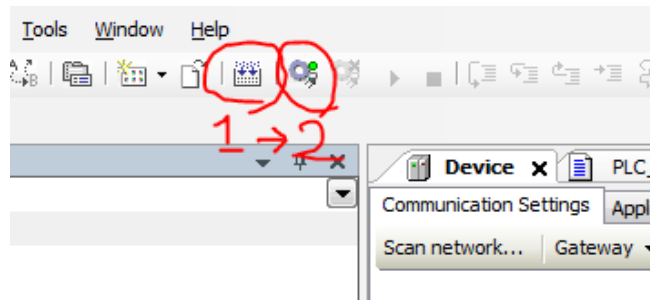 Tools Window Help
1 → 2
Device PLC_
Communication Settings Appl
Scan network... Gateway